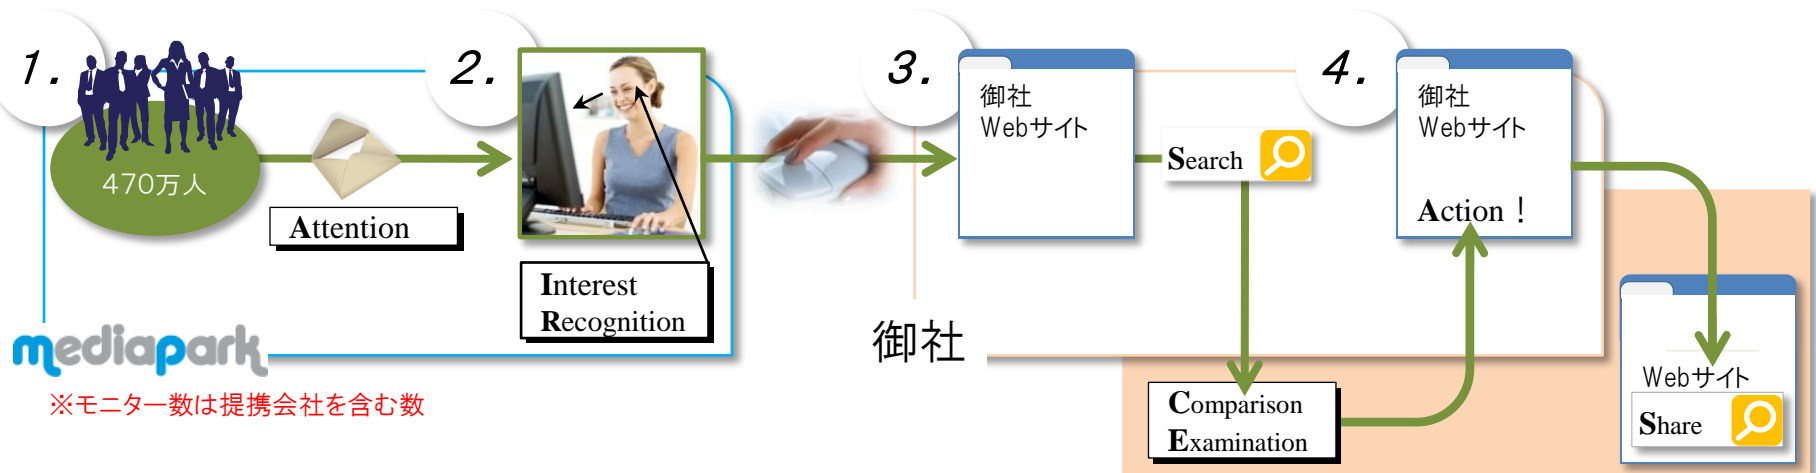 1.
470万人
Attention
mediapark
※モニター数は提携会社を含む数
2.
Interest
Recognition
3.
御社
Webサイト
Search
御社
Comparison
Examination
4.
御社
Webサイト
Action！
Webサイト
Share